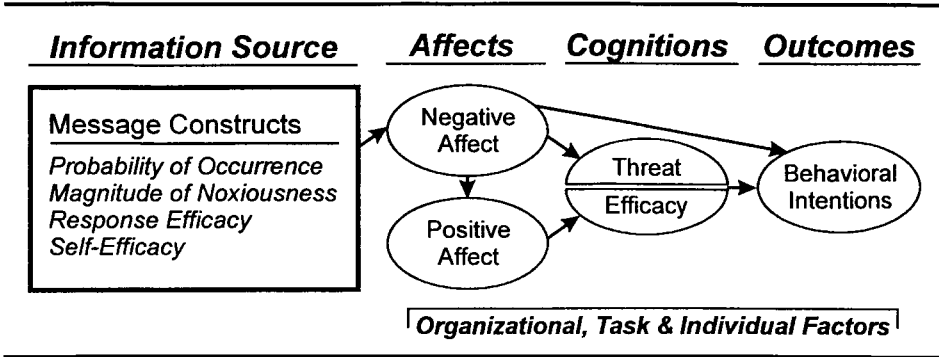 Information Source Affects Cognitions Outcomes
Message Constructs
Probability of Occurrence
Magnitude of Noxiousness
Response Efficacy
Self-Efficacy
Negative
Affect
Positive
Affect
Threat
Efficacy
Behavioral
Intentions
Organizational, Task & Individual Factors